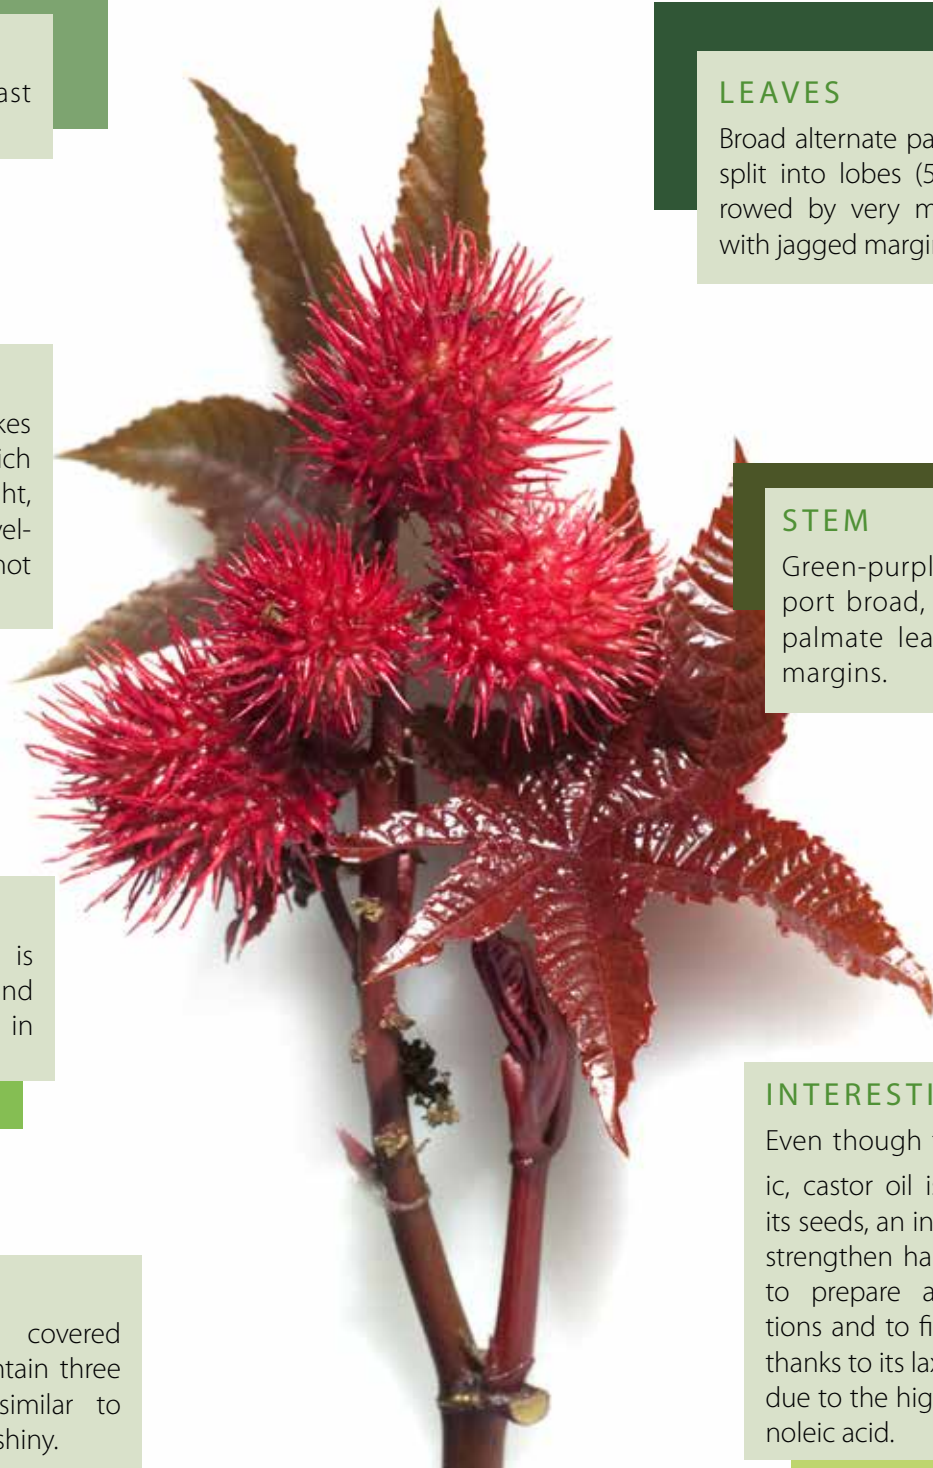 ast
kes
ich
ht,
vel-
not
is
nd
in
covered
ntain three
similar to
shiny.
LEAVES
Broad alternate pa
split into lobes (5
rowed by very m
with jagged margi
STEM
Green-purpl
port broad,
palmate lea
margins.
INTERESTI
Even though
ic, castor oil i
its seeds, an in
strengthen ha
to prepare a
tions and to fi
thanks to its lax
due to the hig
noleic acid.